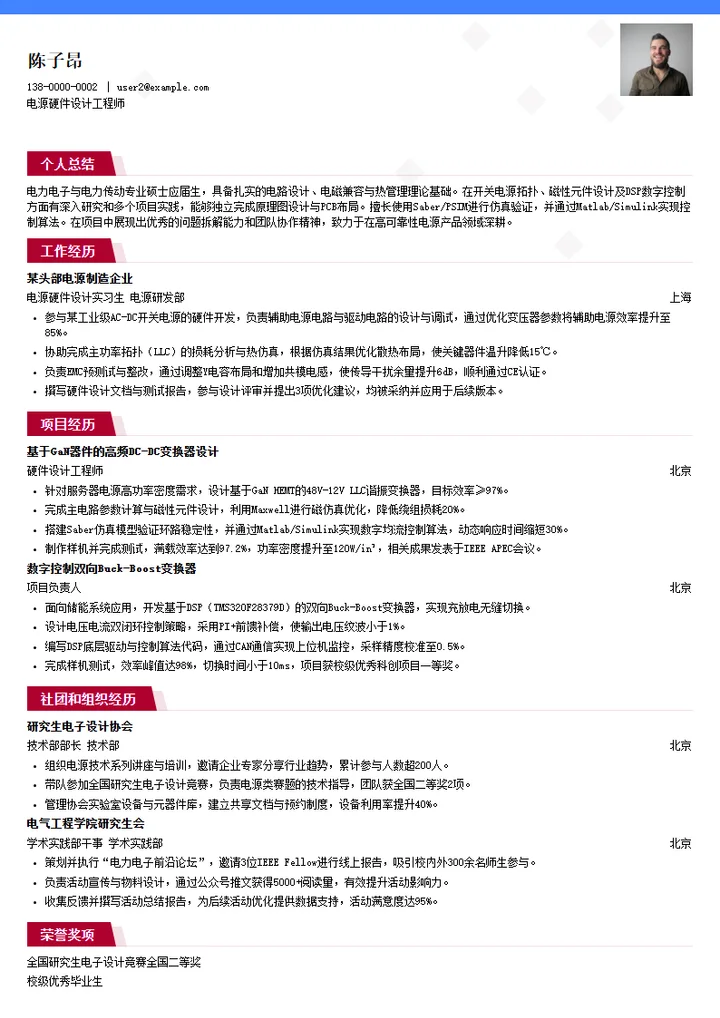 陈子昂
138-0000-0002 | user2@example.com
电源硬件设计工程师
个人总结
电力电子与电力传动专业硕士应届生，具备扎实的电路设计、电磁兼容与热管理理论基础。在开关电源拓扑、磁性元件设计及DSP数字控制
方面有深入研究和多个项目实践，能够独立完成原理图设计与PCB布局。擅长使用Saber/PSIM进行仿真验证，并通过Matlab/Simulink实现控
制算法。在项目中展现出优秀的问题拆解能力和团队协作精神，致力于在高可靠性电源产品领域深耕。
工作经历
某头部电源制造企业
电源硬件设计实习生 电源研发部 上海
• 参与某工业级AC-DC开关电源的硬件开发，负责辅助电源电路与驱动电路的设计与调试，通过优化变压器参数将辅助电源效率提升至
85%。
• 协助完成主功率拓扑（LLC）的损耗分析与热仿真，根据仿真结果优化散热布局，使关键器件温升降低15℃。
• 负责EMC预测试与整改，通过调整Y电容布局和增加共模电感，使传导干扰余量提升6dB，顺利通过CE认证。
• 撰写硬件设计文档与测试报告，参与设计评审并提出3项优化建议，均被采纳并应用于后续版本。
项目经历
基于GaN器件的高频DC-DC变换器设计
硬件设计工程师 北京
• 针对服务器电源高功率密度需求，设计基于GaN HEMT的48V-12V LLC谐振变换器，目标效率≥97%。
• 完成主电路参数计算与磁性元件设计，利用Maxwell进行磁仿真优化，降低绕组损耗20%。
• 搭建Saber仿真模型验证环路稳定性，并通过Matlab/Simulink实现数字均流控制算法，动态响应时间缩短30%。
• 制作样机并完成测试，满载效率达到97.2%，功率密度提升至120W/in³，相关成果发表于IEEE APEC会议。
数字控制双向Buck-Boost变换器
项目负责人 北京
• 面向储能系统应用，开发基于DSP（TMS320F28379D）的双向Buck-Boost变换器，实现充放电无缝切换。
• 设计电压电流双闭环控制策略，采用PI+前馈补偿，使输出电压纹波小于1%。
• 编写DSP底层驱动与控制算法代码，通过CAN通信实现上位机监控，采样精度校准至0.5%。
• 完成样机测试，效率峰值达98%，切换时间小于10ms，项目获校级优秀科创项目一等奖。
社团和组织经历
研究生电子设计协会
技术部部长 技术部 北京
• 组织电源技术系列讲座与培训，邀请企业专家分享行业趋势，累计参与人数超200人。
• 带队参加全国研究生电子设计竞赛，负责电源类赛题的技术指导，团队获全国二等奖2项。
• 管理协会实验室设备与元器件库，建立共享文档与预约制度，设备利用率提升40%。
电气工程学院研究生会
学术实践部干事 学术实践部 北京
• 策划并执行“电力电子前沿论坛”，邀请3位IEEE Fellow进行线上报告，吸引校内外300余名师生参与。
• 负责活动宣传与物料设计，通过公众号推文获得5000+阅读量，有效提升活动影响力。
• 收集反馈并撰写活动总结报告，为后续活动优化提供数据支持，活动满意度达95%。
荣誉奖项
全国研究生电子设计竞赛全国二等奖
校级优秀毕业生